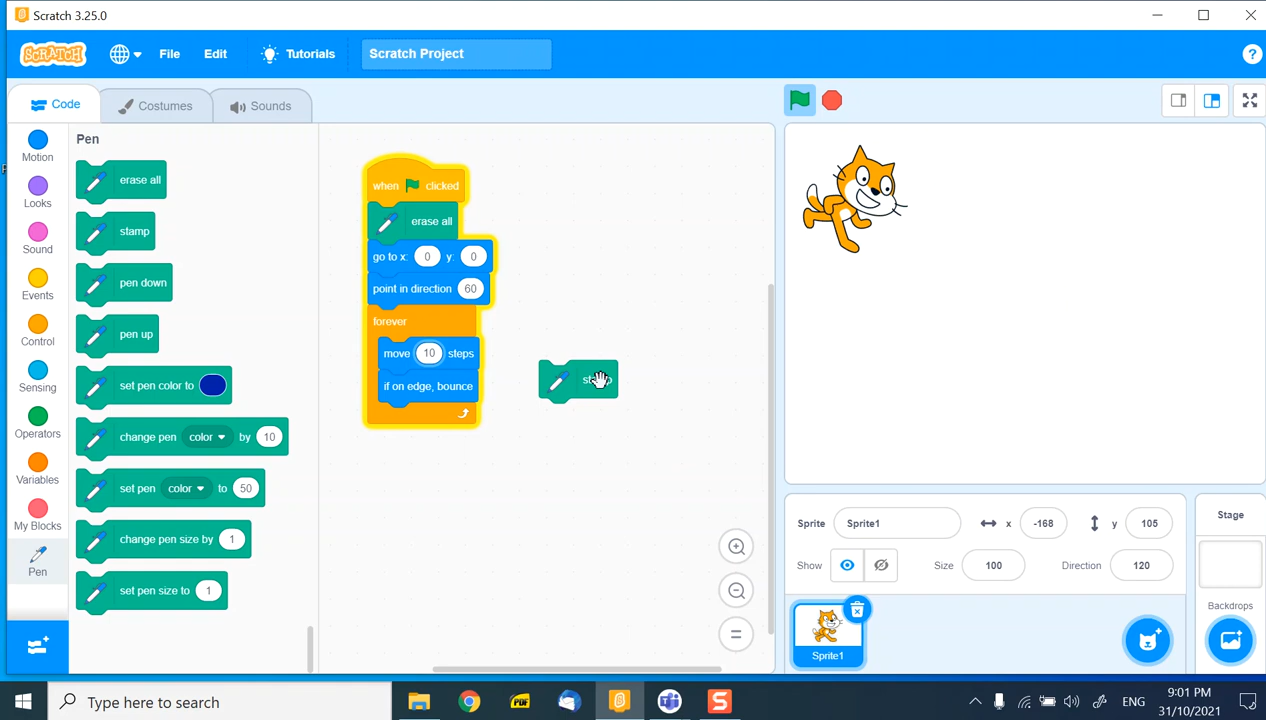 Scratch 3.25.0
SCRATCH
File
Edit
Tutorials
Scratch Project
?
Code
Costumes
Sounds
Motion
Looks
Sound
Events
Control
Sensing
Operators
Variables
My Blocks
Pen
Pen
erase all
stamp
pen down
pen up
set pen color to
change pen color by 10
set pen color to 50
change pen size by 1
set pen size to 1
when clicked
erase all
go to x: 0 y: 0
point in direction 60
forever
move 10 steps
if on edge, bounce
Sprite Sprite1 x -168 y 105
Show Size 100 Direction 120
Sprite1
Stage
Backdrops
Type here to search
PDF
S
ENG
9:01 PM
31/10/2021